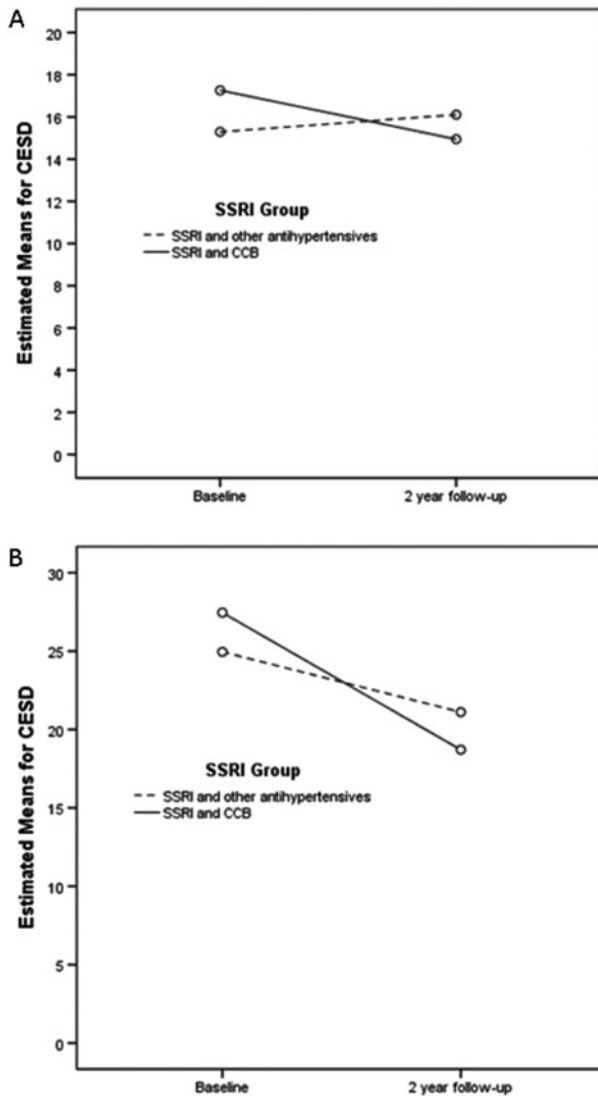 A
20
18
16
14
12
10
8
6
4
2
0
Estimated Means for CESD
SSRI Group
SSRI and other antihypertensives
SSRI and CCB
Baseline 2 year follow-up
B
30
25
20
15
10
5
0
Estimated Means for CESD
SSRI Group
SSRI and other antihypertensives
SSRI and CCB
Baseline 2 year follow-up